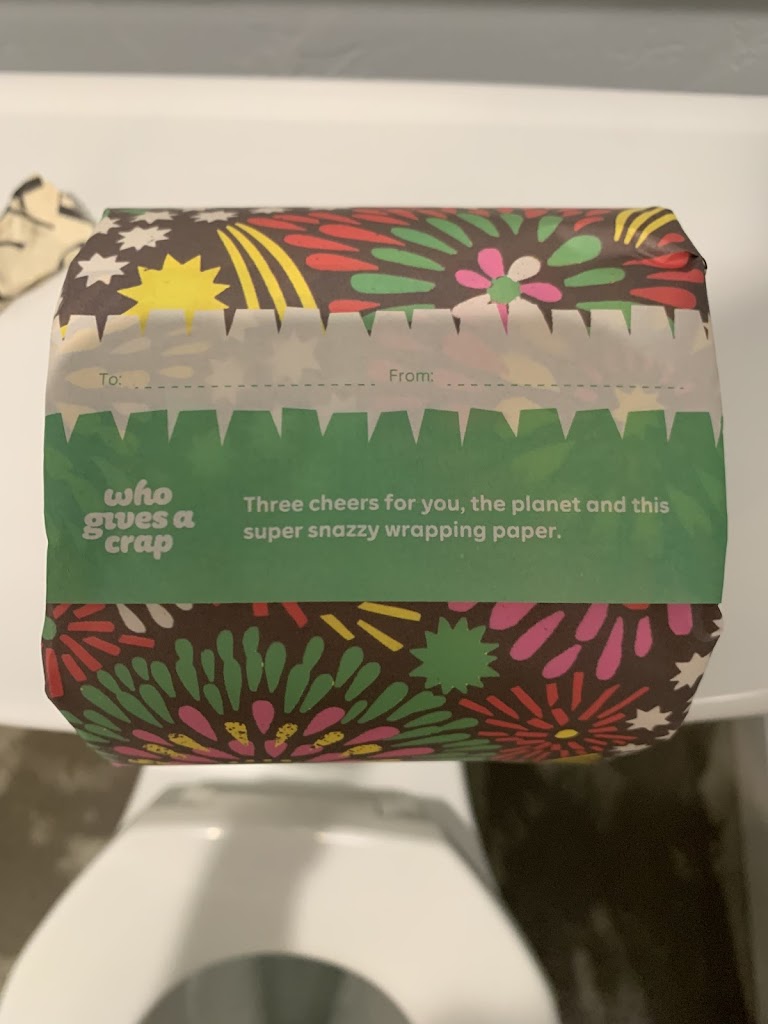 To: From:
who
gives a
crap
Three cheers for you, the planet and this
super snazzy wrapping paper.